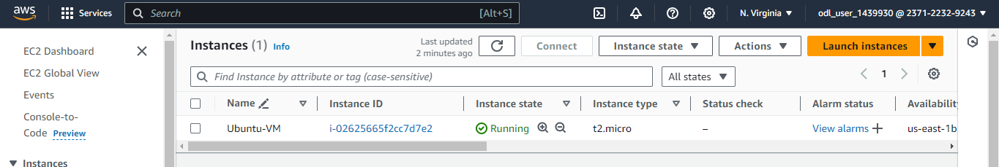 aws Services Search [Alt+S] N. Virginia ▼ odl_user_1439930 @ 2371-2232-9243 ▼
EC2 Dashboard
EC2 Global View
Events
Console-to-
Code Preview
▼ Instances
Instances (1) Info
Last updated
2 minutes ago
Connect Instance state ▼ Actions ▼ Launch instances ▼
Find Instance by attribute or tag (case-sensitive) All states ▼ 1
Name Instance ID Instance state Instance type Status check Alarm status Availability
Ubuntu-VM i-02625665f2cc7d7e2 Running t2.micro – View alarms + us-east-1b